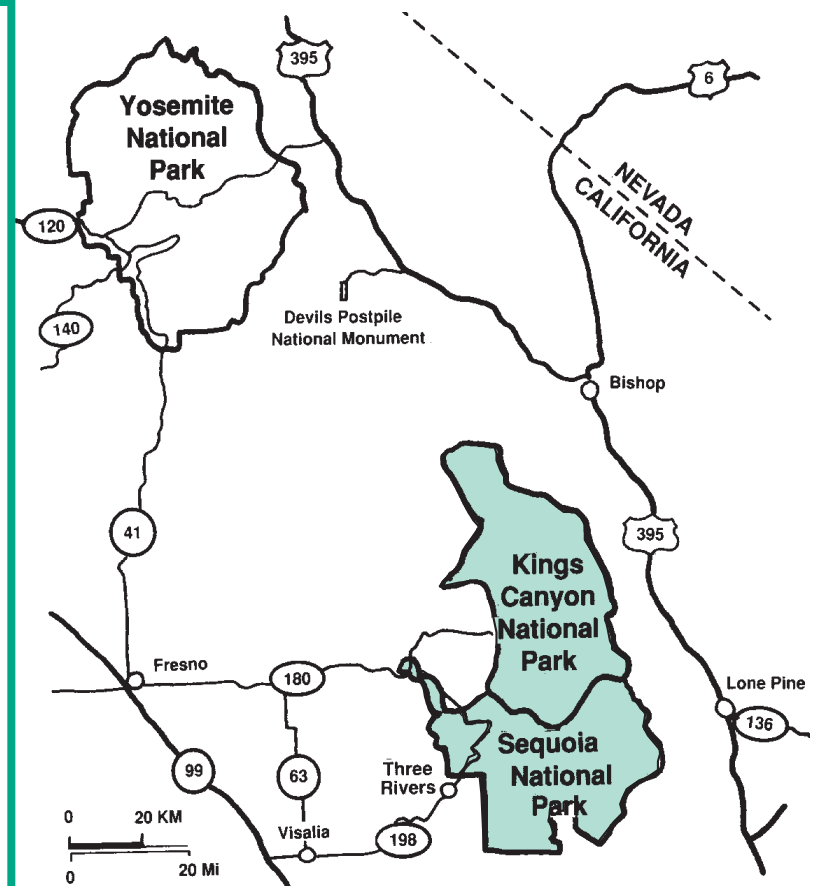 395
6
Yosemite
National
Park
NEVADA
CALIFORNIA
120
140
Devils Postpile
National Monument
Bishop
41
395
Kings
Canyon
National
Park
Fresno
180
Lone Pine
136
Sequoia
National
Park
99
63
Three
Rivers
0 20 KM
Visalia
198
0 20 Mi